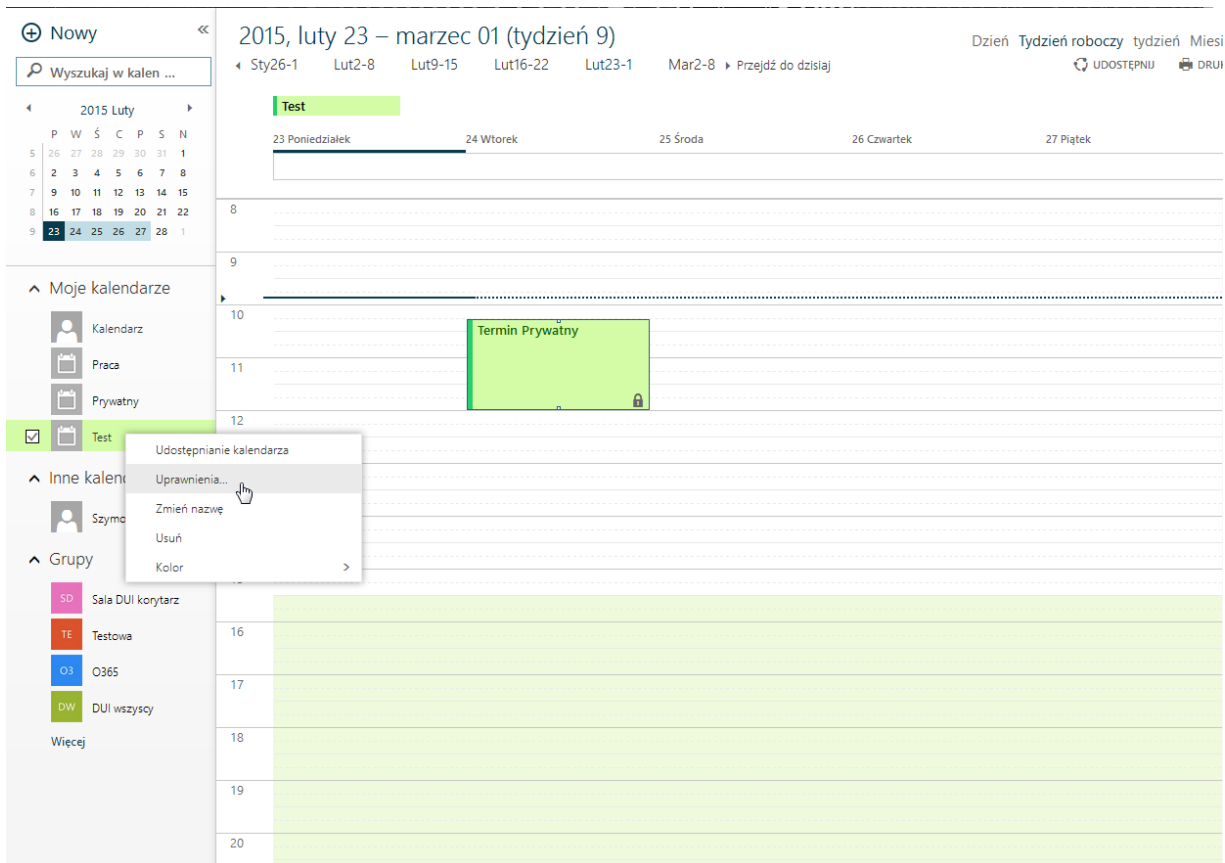 Nowy
«
Wyszukaj w kalen ...
2015 Luty
P W Ś C P S N
5 26 27 28 29 30 31 1
6 2 3 4 5 6 7 8
7 9 10 11 12 13 14 15
8 16 17 18 19 20 21 22
9 23 24 25 26 27 28 1
Moje kalendarze
Kalendarz
Praca
Prywatny
Test
Udostępnianie kalendarza
Uprawnienia...
Zmień nazwę
Usuń
Kolor
Inne kalen
Szymo
Grupy
SD Sala DUI korytarz
TE Testowa
O3 O365
DW DUI wszyscy
Więcej
2015, luty 23 – marzec 01 (tydzień 9)
Dzień Tydzień roboczy tydzień Miesi
Sty26-1 Lut2-8 Lut9-15 Lut16-22 Lut23-1 Mar2-8 Przejdź do dzisiaj
UDOSTĘPNIJ DRUK
Test
23 Poniedziałek 24 Wtorek 25 Środa 26 Czwartek 27 Piątek
8
9
10
Termin Prywatny
11
12
16
17
18
19
20